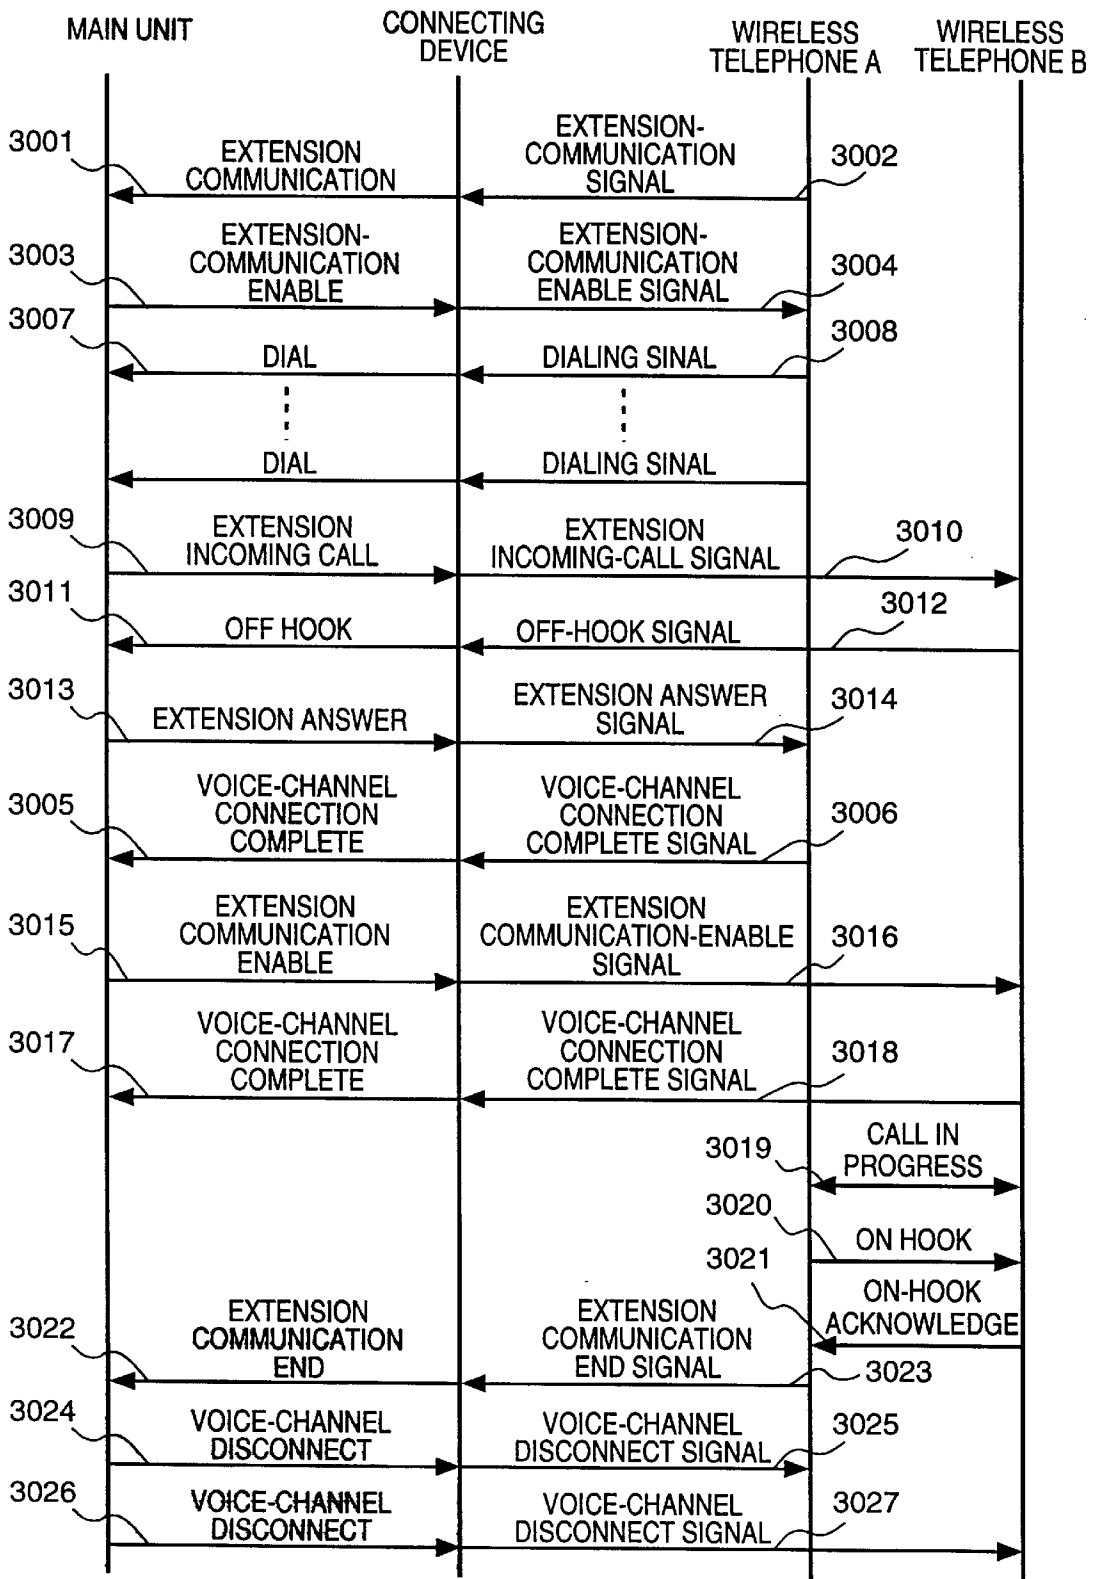 MAIN UNIT
CONNECTING
DEVICE
WIRELESS
TELEPHONE A
WIRELESS
TELEPHONE B
3001
EXTENSION
COMMUNICATION
EXTENSION-
COMMUNICATION
SIGNAL
3002
3003
EXTENSION-
COMMUNICATION
ENABLE
EXTENSION-
COMMUNICATION
ENABLE SIGNAL
3004
3007
DIAL
DIALING SINAL
3008
DIAL
DIALING SINAL
3009
EXTENSION
INCOMING CALL
EXTENSION
INCOMING-CALL SIGNAL
3010
3011
OFF HOOK
OFF-HOOK SIGNAL
3012
3013
EXTENSION ANSWER
EXTENSION ANSWER
SIGNAL
3014
3005
VOICE-CHANNEL
CONNECTION
COMPLETE
VOICE-CHANNEL
CONNECTION
COMPLETE SIGNAL
3006
3015
EXTENSION
COMMUNICATION
ENABLE
EXTENSION
COMMUNICATION-ENABLE
SIGNAL
3016
3017
VOICE-CHANNEL
CONNECTION
COMPLETE
VOICE-CHANNEL
CONNECTION
COMPLETE SIGNAL
3018
3019
CALL IN
PROGRESS
3020
ON HOOK
3021
ON-HOOK
ACKNOWLEDGE
3022
EXTENSION
COMMUNICATION
END
EXTENSION
COMMUNICATION
END SIGNAL
3023
3024
VOICE-CHANNEL
DISCONNECT
VOICE-CHANNEL
DISCONNECT SIGNAL
3025
3026
VOICE-CHANNEL
DISCONNECT
VOICE-CHANNEL
DISCONNECT SIGNAL
3027